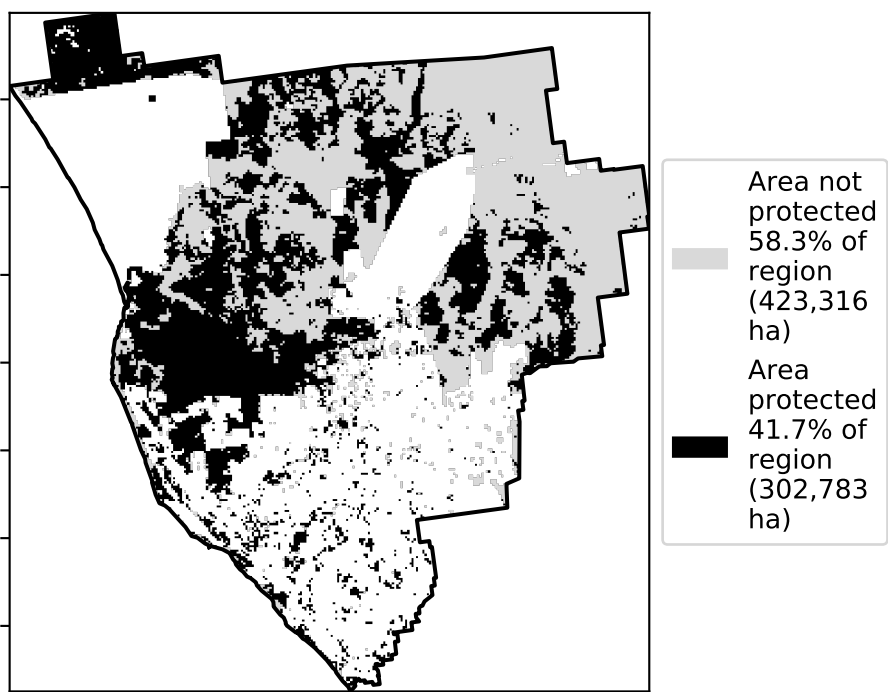 Area not
protected
58.3% of
region
(423,316
ha)
Area
protected
41.7% of
region
(302,783
ha)